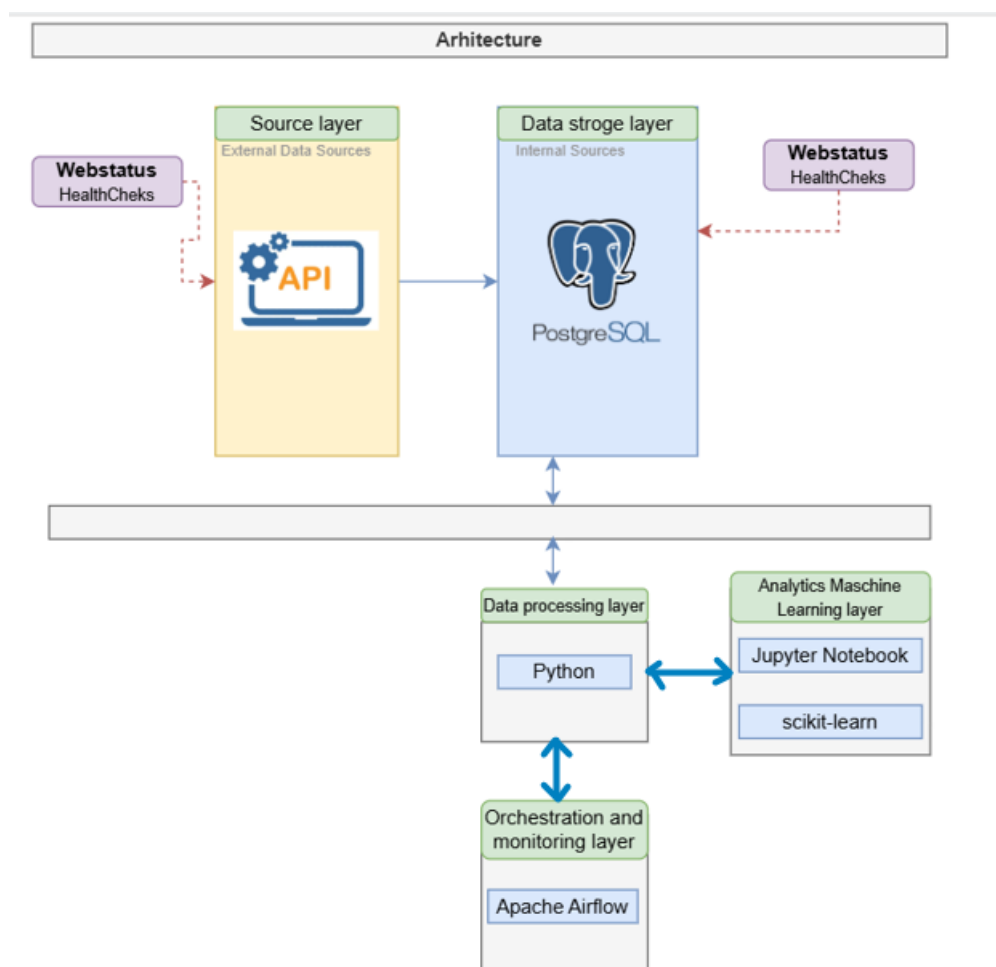 Arhitecture
Source layer
External Data Sources
Webstatus
HealthCheks
API
Data stroge layer
Internal Sources
PostgreSQL
Webstatus
HealthCheks
Data processing layer
Python
Analytics Maschine
Learning layer
Jupyter Notebook
scikit-learn
Orchestration and
monitoring layer
Apache Airflow